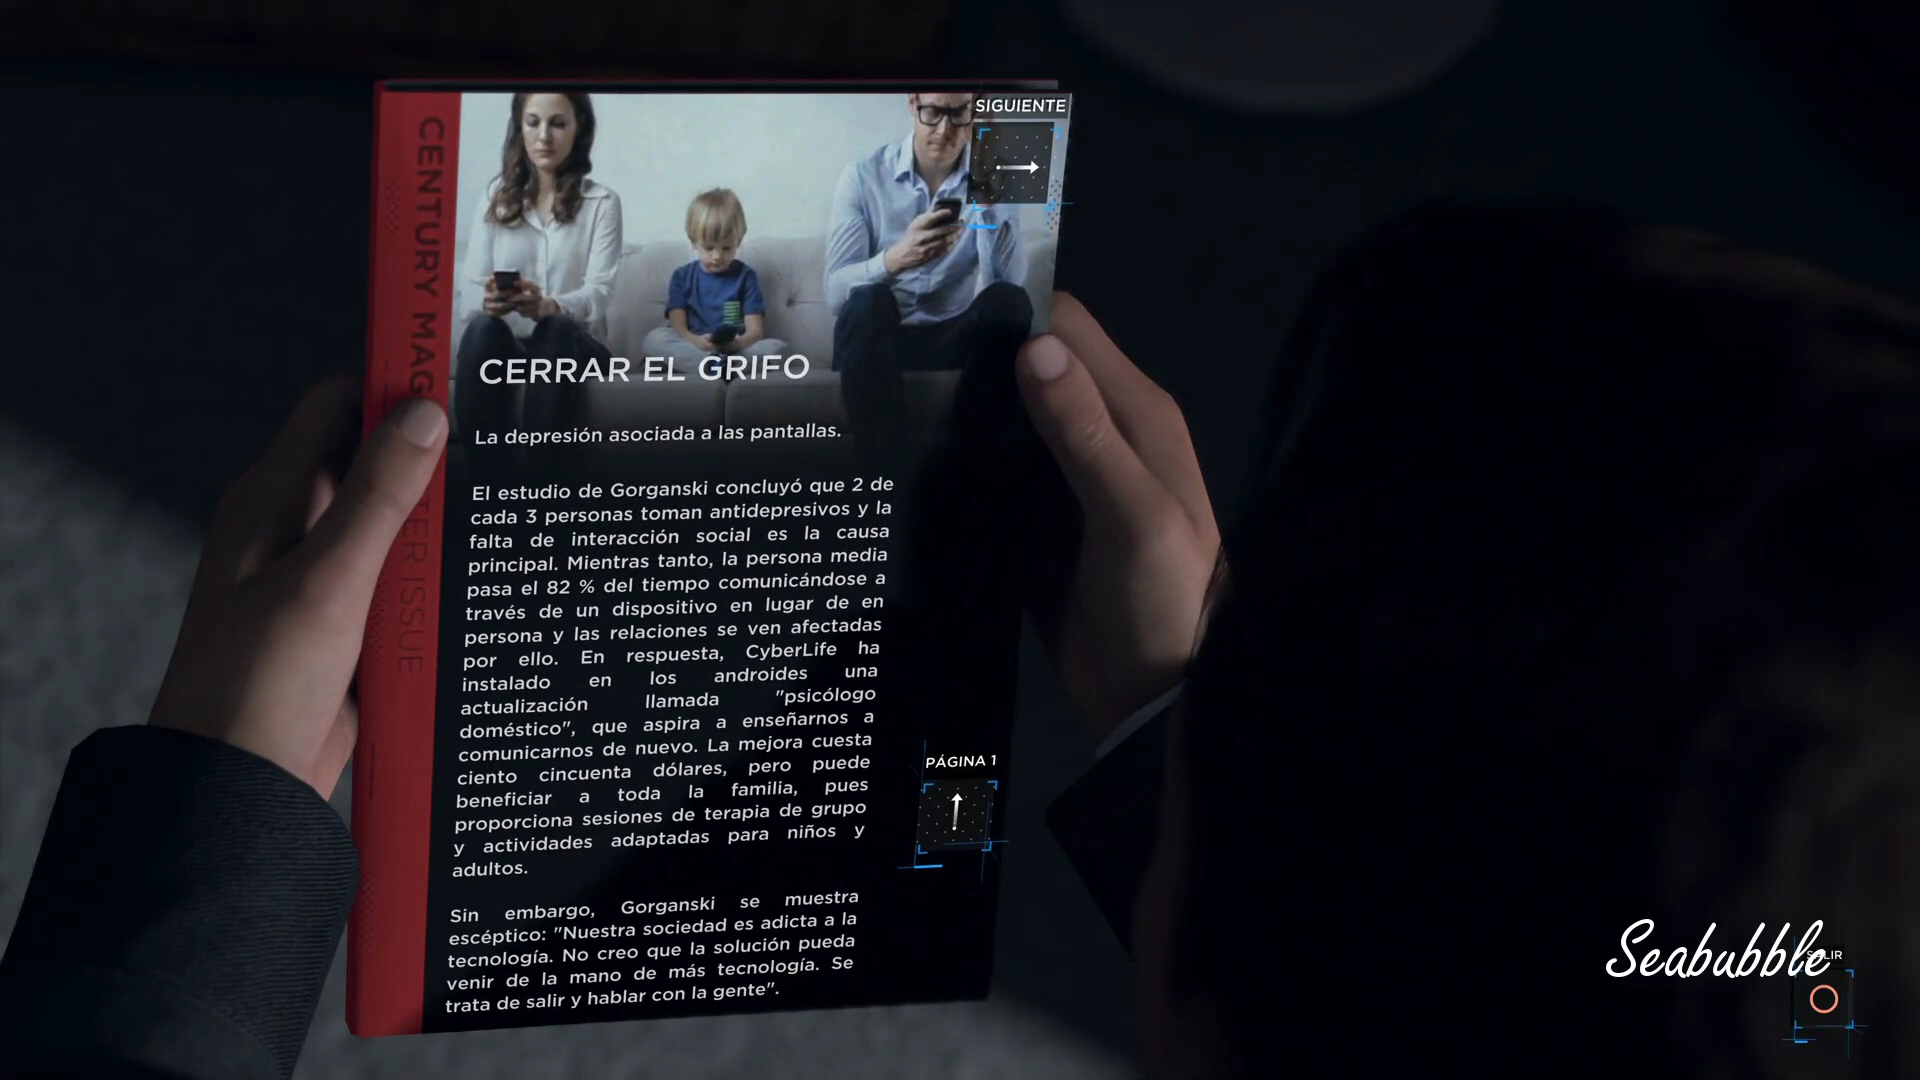 SIGUIENTE
CENTURY MAG
TER ISSUE
CERRAR EL GRIFO
La depresión asociada a las pantallas.
El estudio de Gorganski concluyó que 2 de
cada 3 personas toman antidepresivos y la
falta de interacción social es la causa
principal. Mientras tanto, la persona media
pasa el 82 % del tiempo comunicándose a
través de un dispositivo en lugar de en
persona y las relaciones se ven afectadas
por ello. En respuesta, CyberLife ha
instalado en los androides una
actualización llamada "psicólogo
doméstico", que aspira a enseñarnos a
comunicarnos de nuevo. La mejora cuesta
ciento cincuenta dólares, pero puede
beneficiar a toda la familia, pues
proporciona sesiones de terapia de grupo
y actividades adaptadas para niños y
adultos.
Sin embargo, Gorganski se muestra
escéptico: "Nuestra sociedad es adicta a la
tecnología. No creo que la solución pueda
venir de la mano de más tecnología. Se
trata de salir y hablar con la gente".
PÁGINA 1
Seabubble